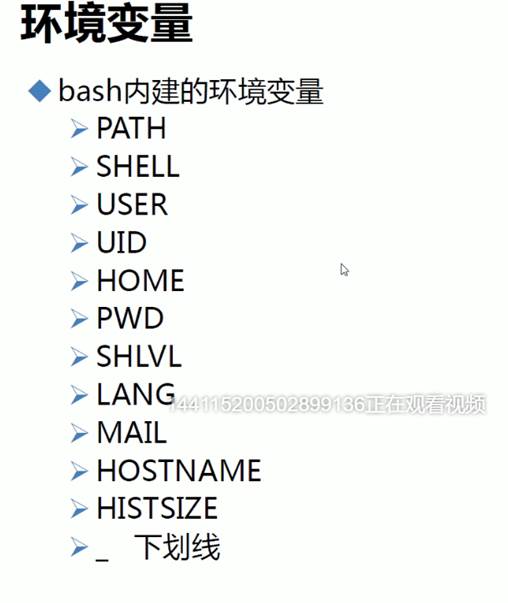 环境变量
bash内建的环境变量
PATH
SHELL
USER
UID
HOME
PWD
SHLVL
LANG
144115200502899136正在观看视频
MAIL
HOSTNAME
HISTSIZE
_ 下划线